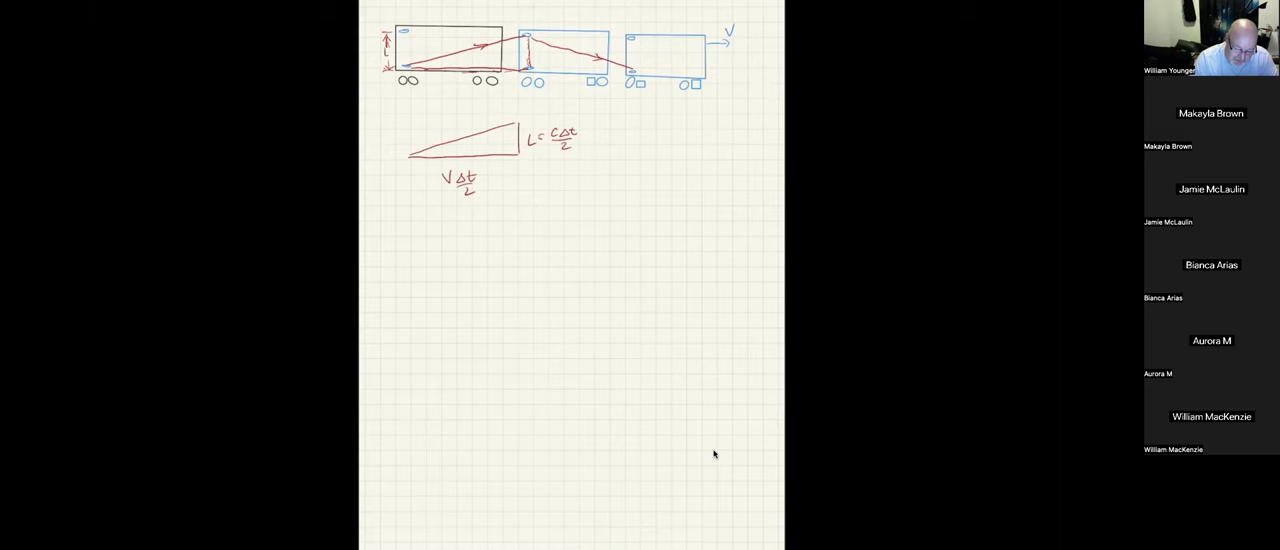 V
L
L = cΔt/2
VΔt/2
William Younger
Makayla Brown
Makayla Brown
Jamie McLaulin
Jamie McLaulin
Bianca Arias
Bianca Arias
Aurora M
Aurora M
William MacKenzie
William MacKenzie